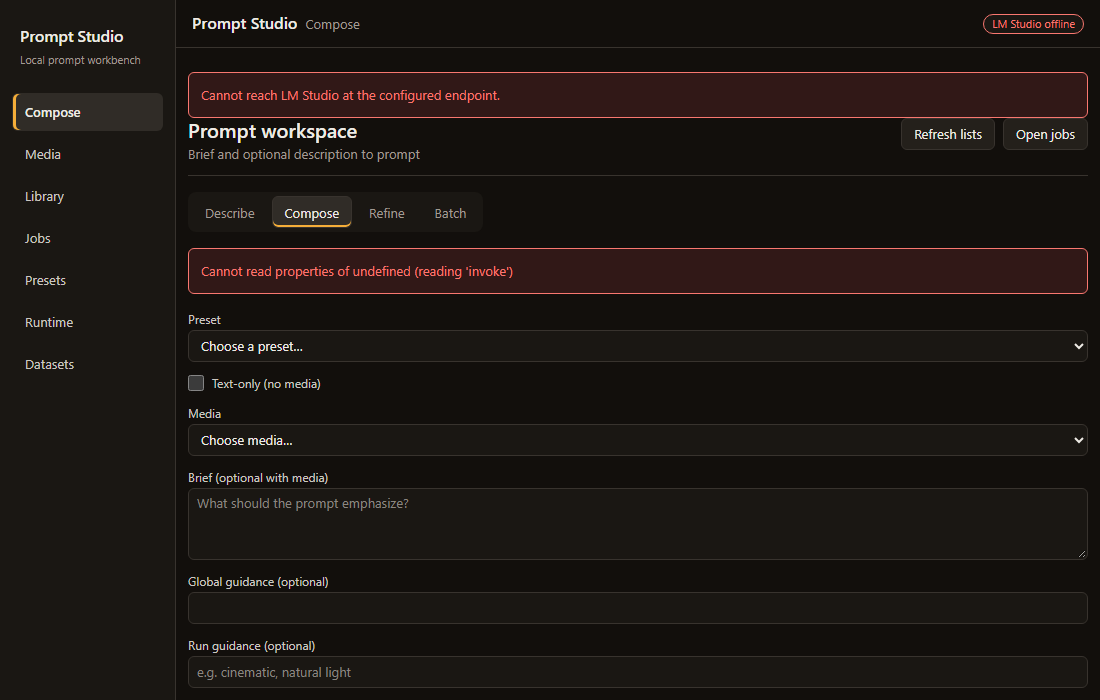 Prompt Studio
Local prompt workbench
Compose
Media
Library
Jobs
Presets
Runtime
Datasets
Prompt Studio Compose
LM Studio offline
Cannot reach LM Studio at the configured endpoint.
Prompt workspace
Brief and optional description to prompt
Refresh lists
Open jobs
Describe Compose Refine Batch
Cannot read properties of undefined (reading 'invoke')
Preset
Choose a preset...
Text-only (no media)
Media
Choose media...
Brief (optional with media)
What should the prompt emphasize?
Global guidance (optional)
Run guidance (optional)
e.g. cinematic, natural light